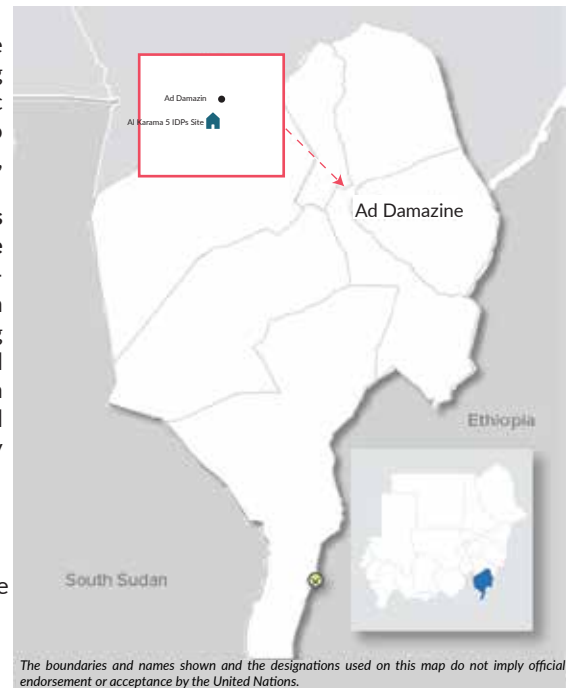 Ad Damazin
Al Karama 5 IDPs Site
Ad Damazine
Ethiopia
South Sudan
The boundaries and names shown and the designations used on this map do not imply official
endorsement or acceptance by the United Nations.